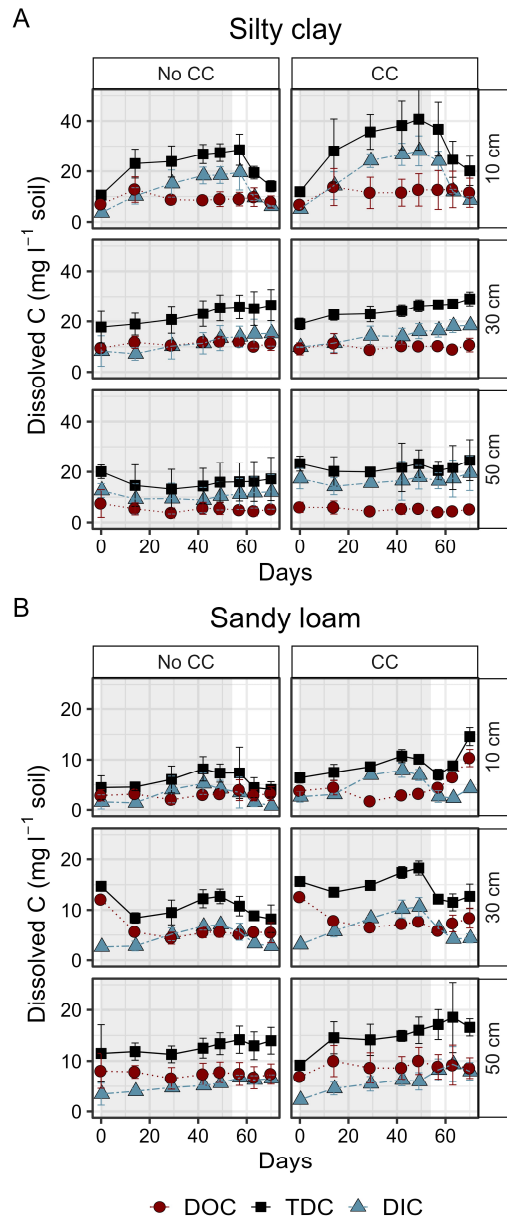 A
Silty clay
No CC CC
40
20
0
10 cm
40
20
0
30 cm
40
20
0
50 cm
Dissolved C (mg l⁻¹ soil)
0 20 40 60 0 20 40 60
Days
B
Sandy loam
No CC CC
20
10
0
10 cm
20
10
0
30 cm
20
10
0
50 cm
Dissolved C (mg l⁻¹ soil)
0 20 40 60 0 20 40 60
Days
DOC TDC DIC